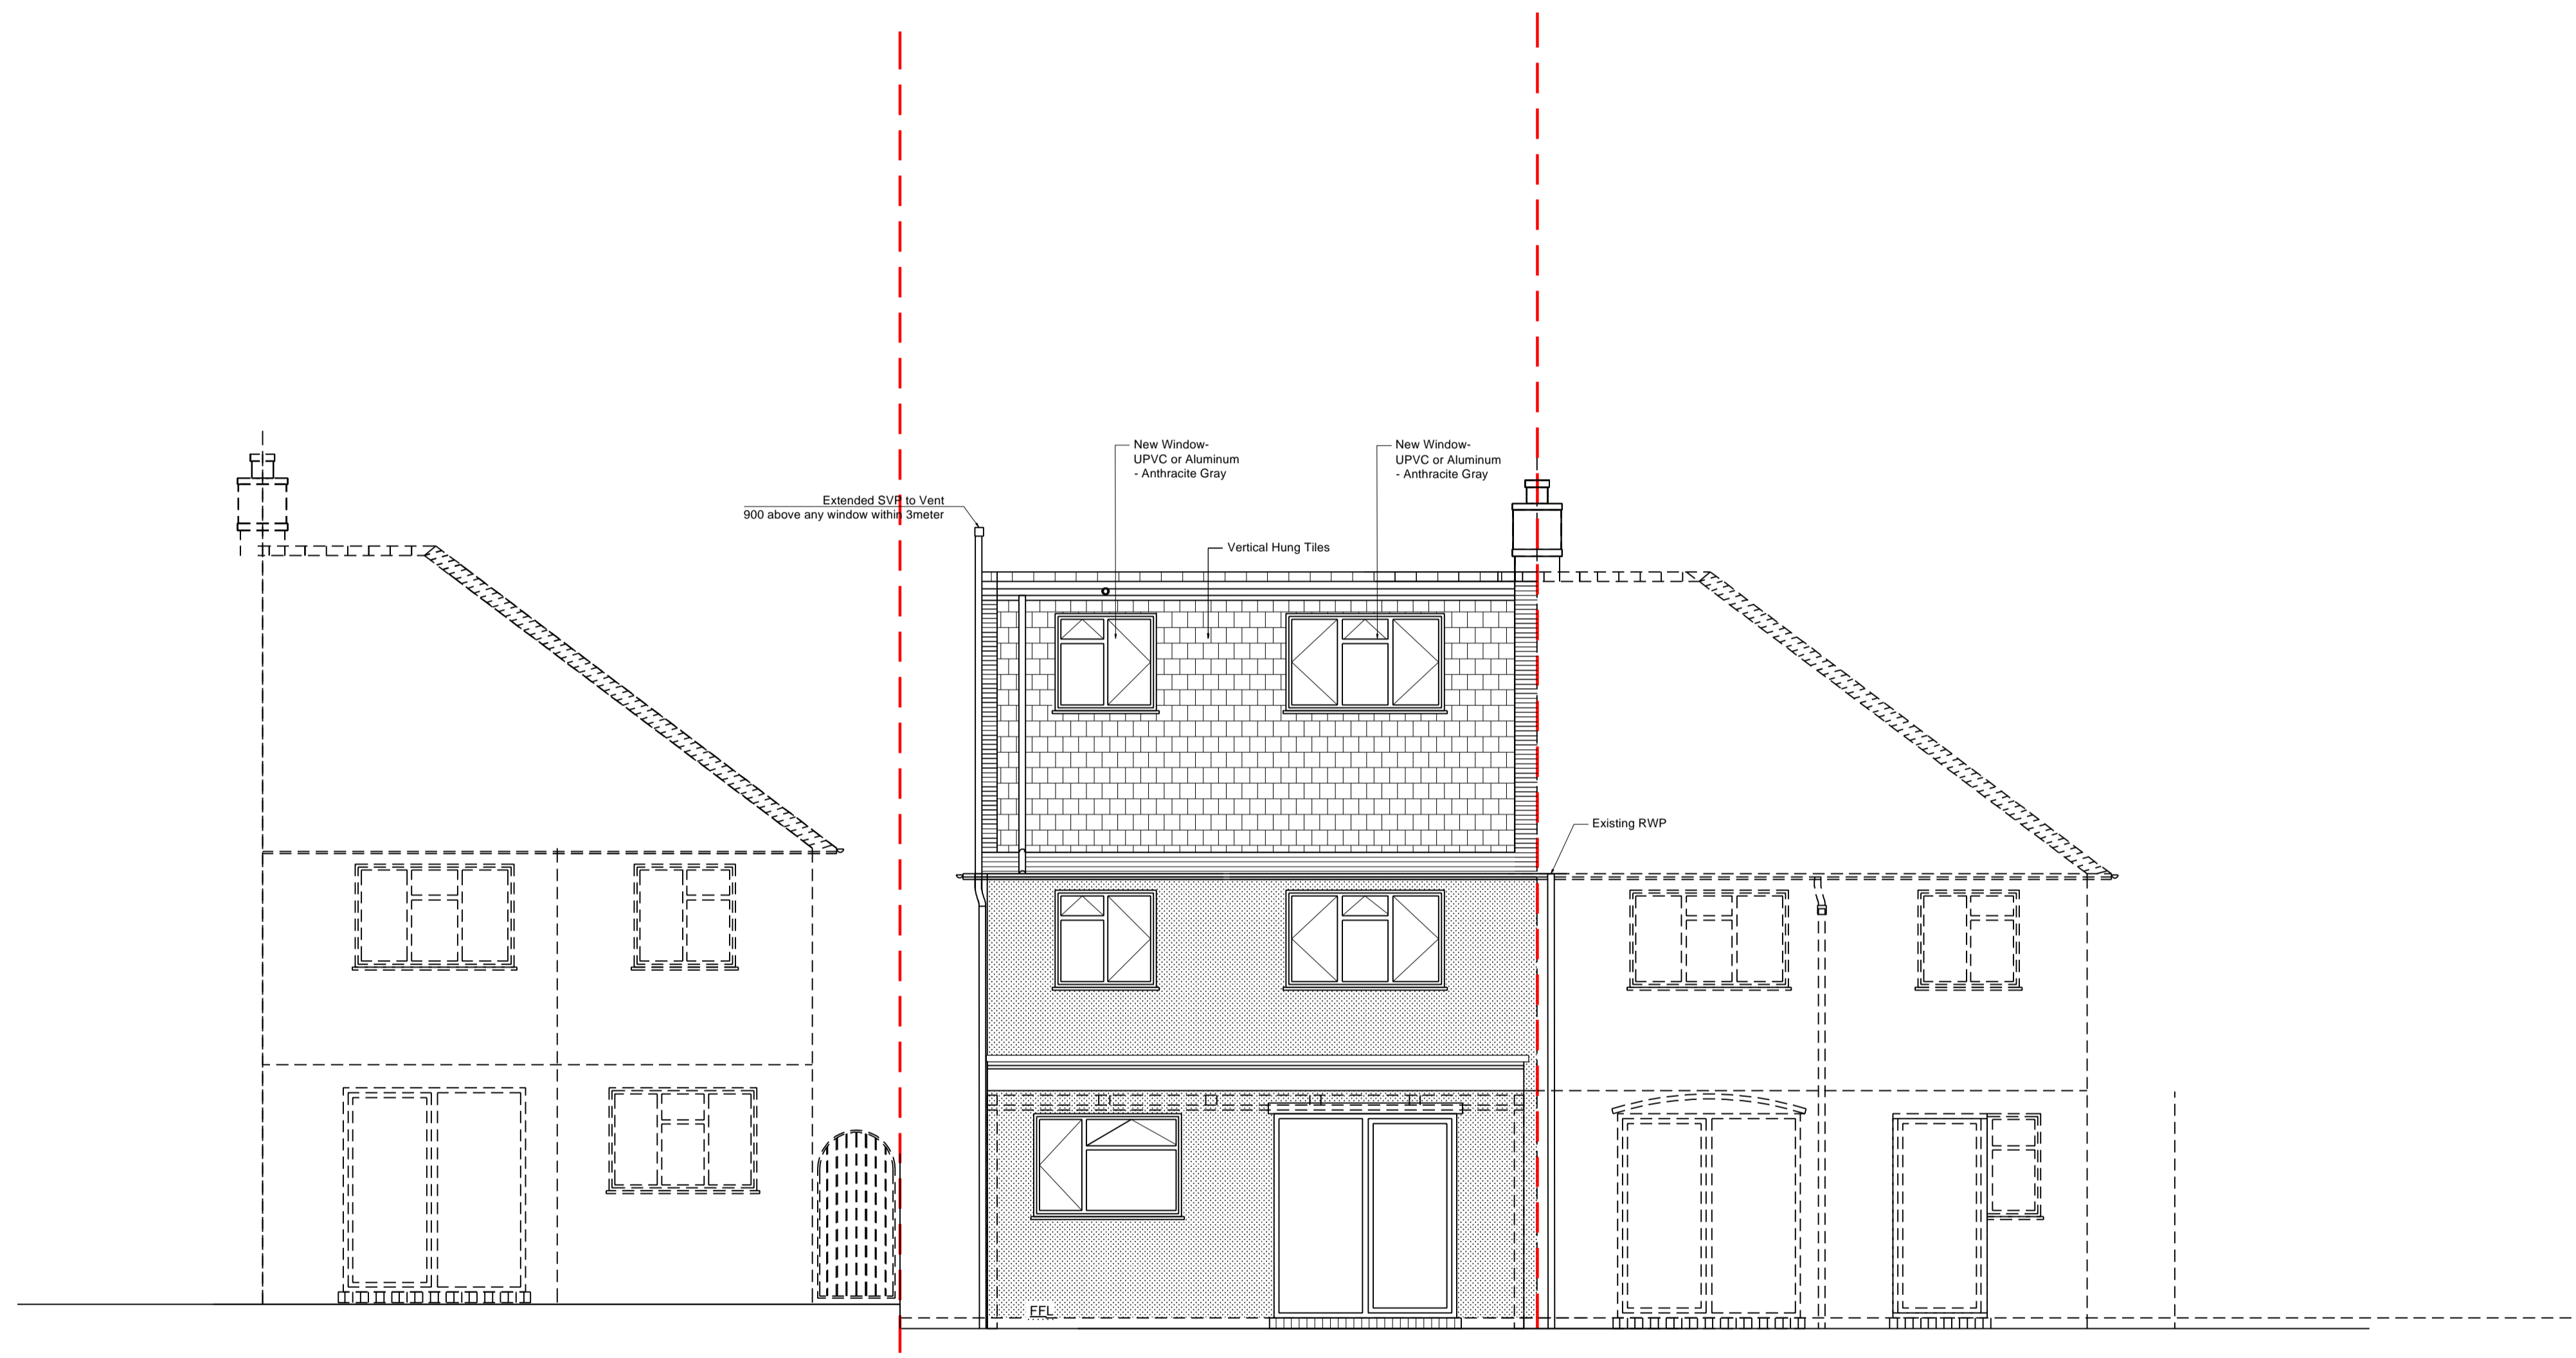 New Window-
UPVC or Aluminum
- Anthracite Gray
New Window-
UPVC or Aluminum
- Anthracite Gray
Extended SVP to Vent
900 above any window within 3meter
Vertical Hung Tiles
Existing RWP
FFL